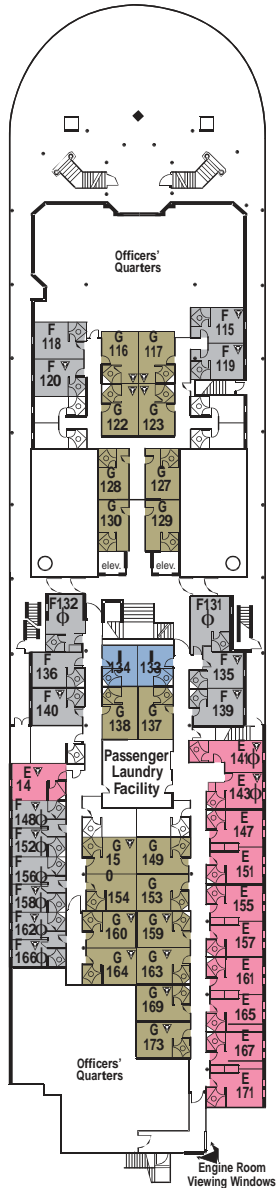 Officers'
Quarters
F
118
F
120
G
116
G
117
F
115
F
119
G
122
G
123
G
128
G
127
G
130
G
129
elev.
elev.
F132
F131
F
136
I
134
I
133
F
135
F
140
G
138
G
137
F
139
Passenger
Laundry
Facility
E
141
E
143
E
14
F
148
F
152
F
156
F
158
F
162
F
166
G
15
0
G
149
154
G
153
G
160
G
159
G
164
G
163
G
169
G
173
E
147
E
151
E
155
E
157
E
161
E
165
E
167
E
171
Officers'
Quarters
Engine Room
Viewing Windows